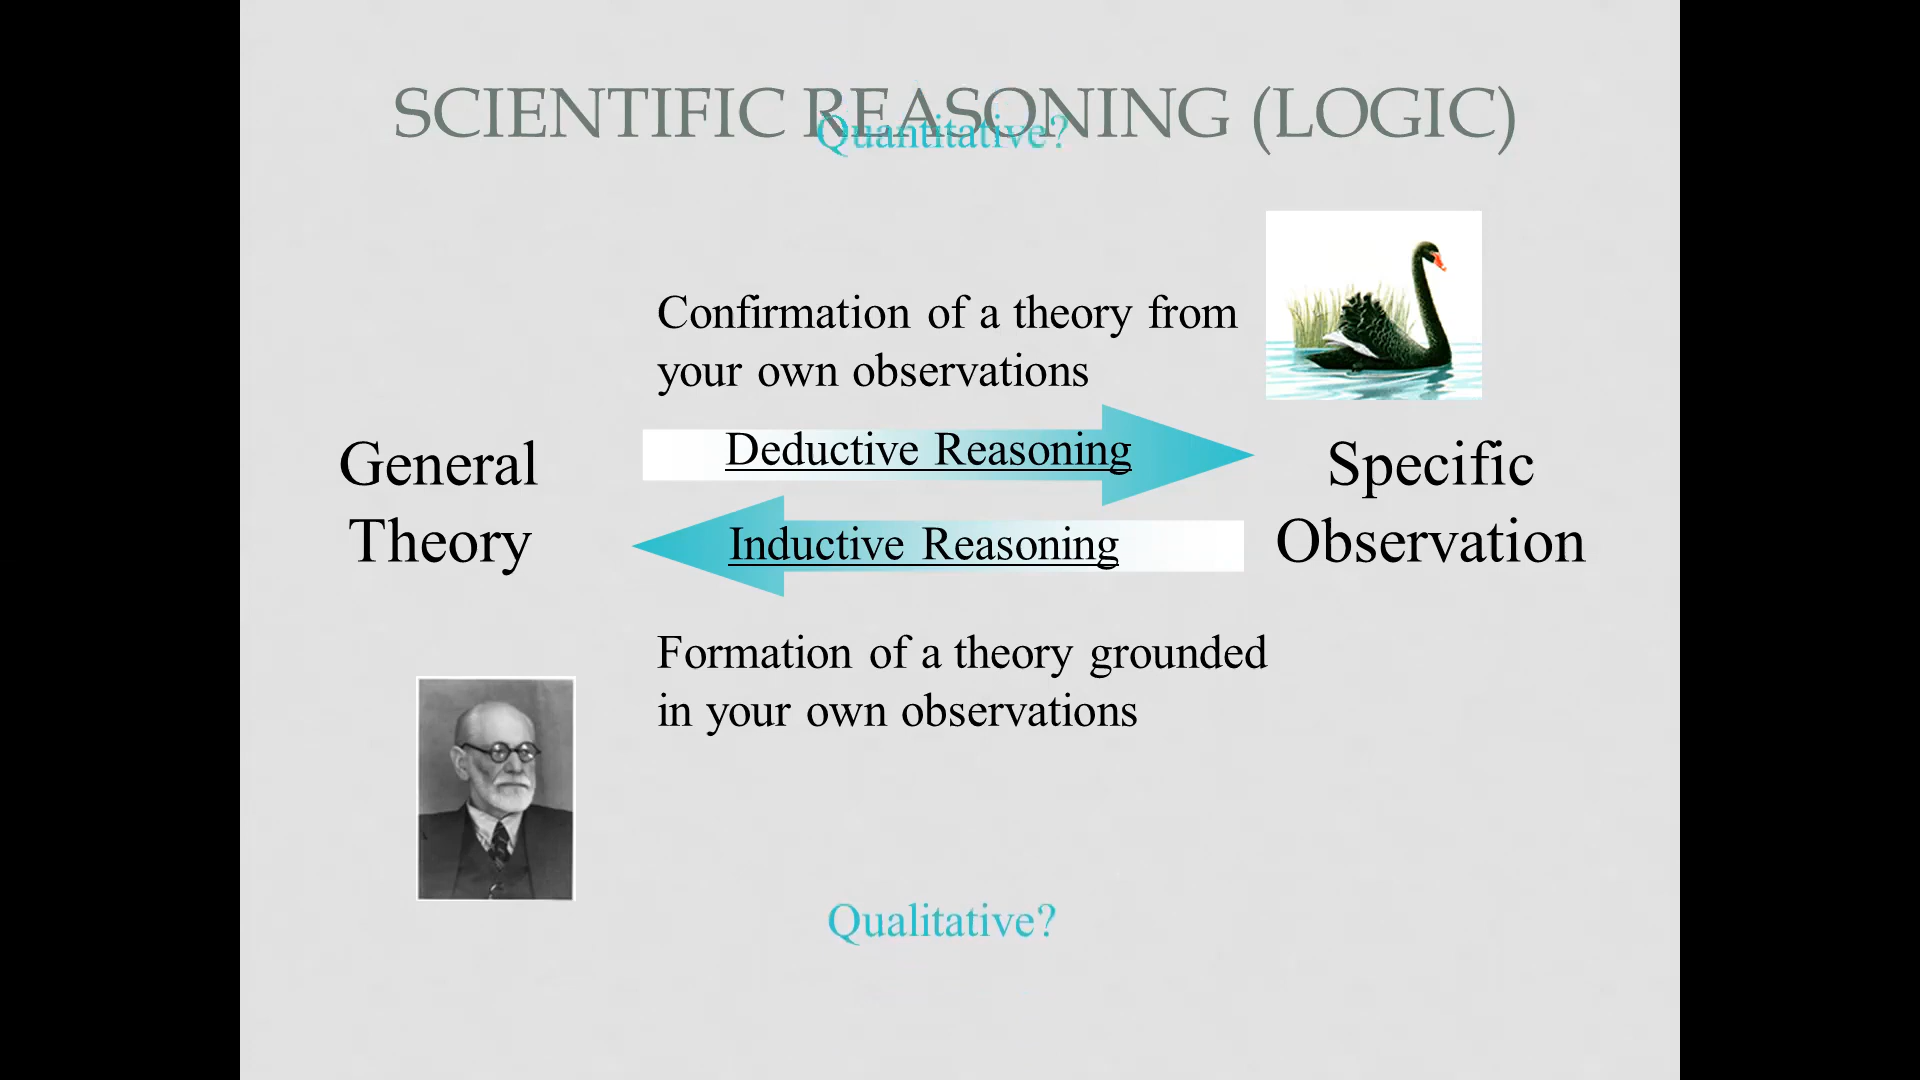 SCIENTIFIC REASONING (LOGIC)
Quantitative?
Confirmation of a theory from
your own observations
General
Theory
Deductive Reasoning
Inductive Reasoning
Specific
Observation
Formation of a theory grounded
in your own observations
Qualitative?